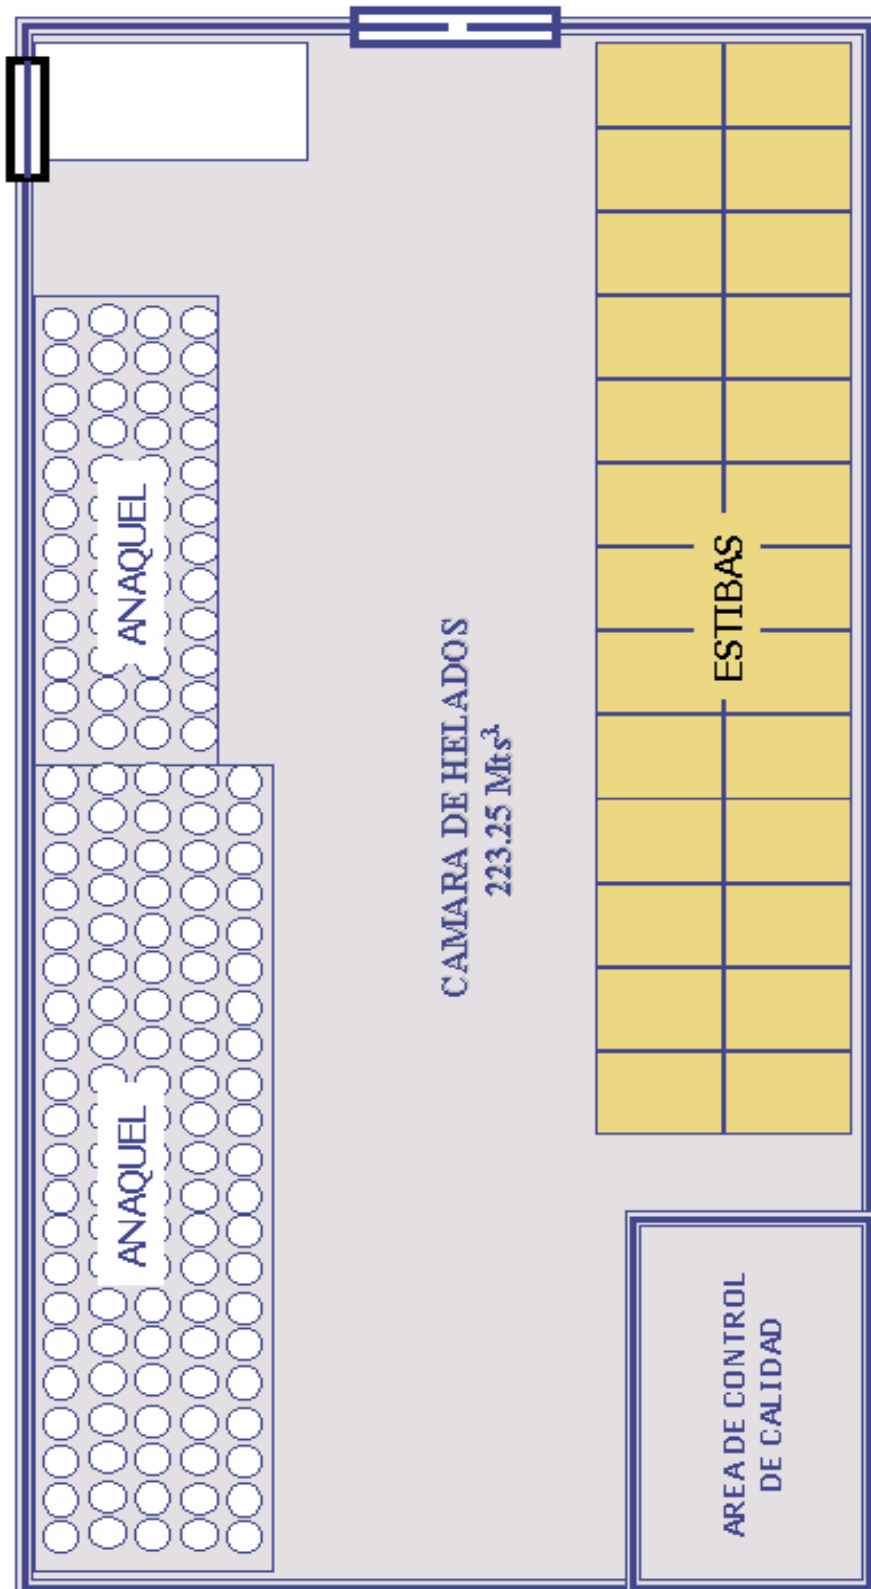 ANAQUEL
ANAQUEL
CAMARA DE HELADOS
223.25 Mts3.
ESTIBAS
AREA DE CONTROL
DE CALIDAD